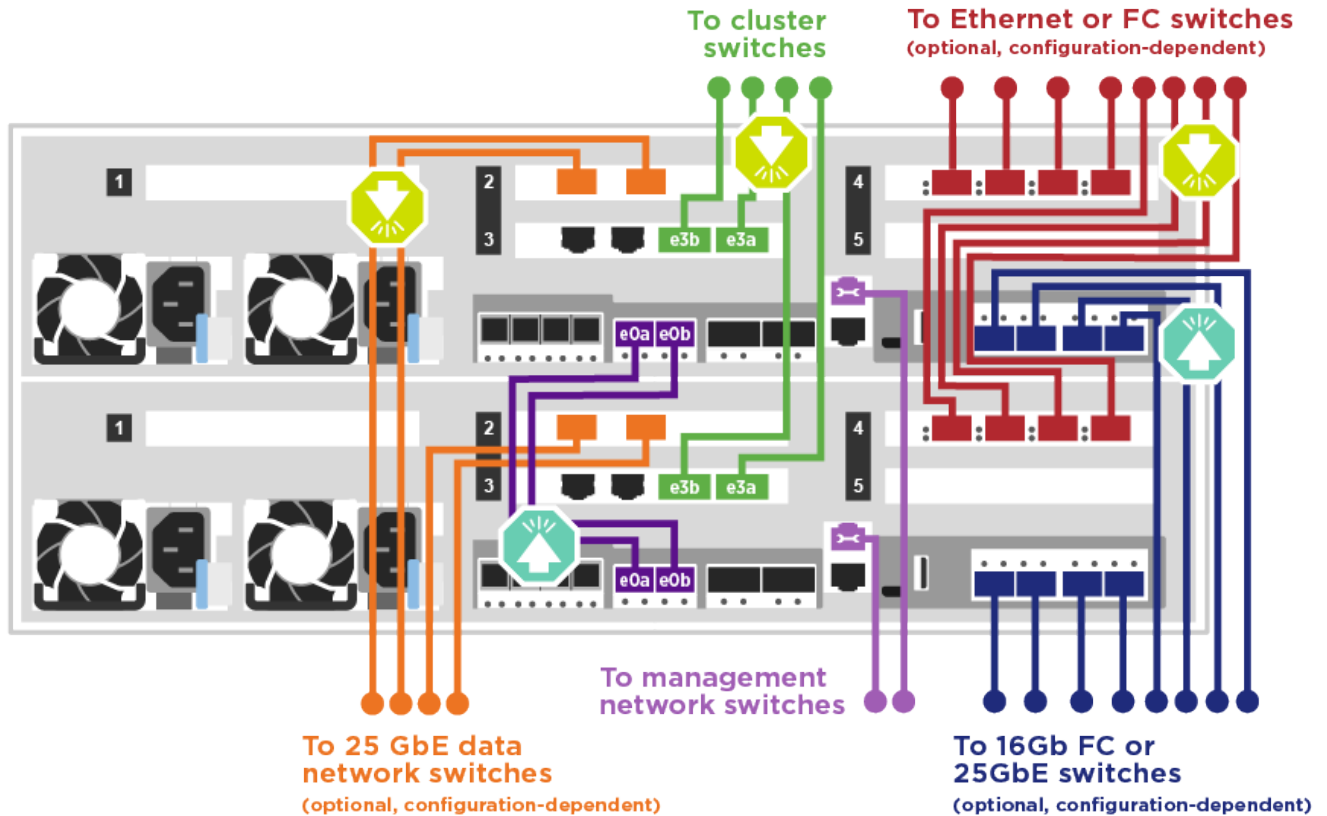 To cluster
switches
To Ethernet or FC switches
(optional, configuration-dependent)
1
2
4
3
e3b
e3a
5
e0a
e0b
1
2
4
3
e3b
e3a
5
e0a
e0b
To management
network switches
To 25 GbE data
network switches
(optional, configuration-dependent)
To 16Gb FC or
25GbE switches
(optional, configuration-dependent)